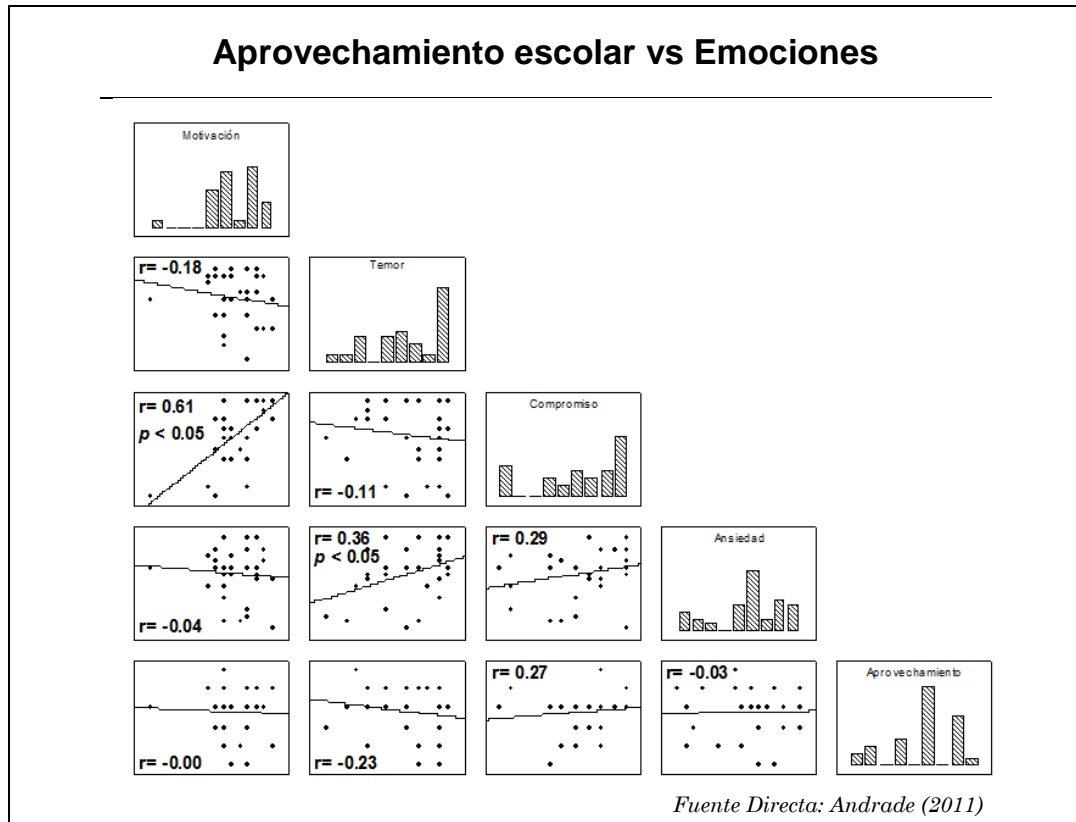 Aprovechamiento escolar vs Emociones
Motivación
r= -0.18
Temor
r= 0.61
p < 0.05
r= -0.11
Compromiso
r= -0.04
r= 0.36
p < 0.05
r= 0.29
Ansiedad
r= -0.00
r= -0.23
r= 0.27
r= -0.03
Aprovechamiento
Fuente Directa: Andrade (2011)